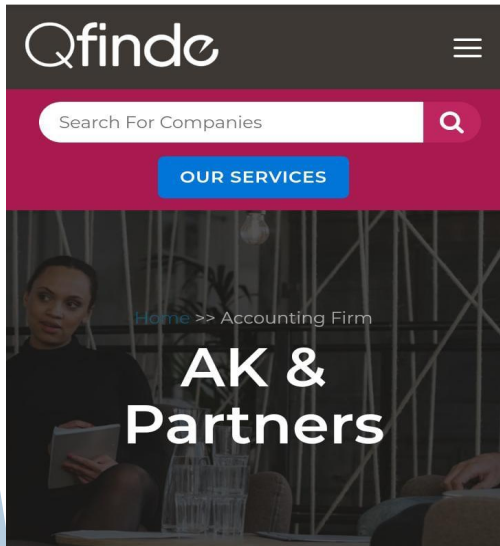 Qfinde
Search For Companies
OUR SERVICES
Home >> Accounting Firm
AK &
Partners